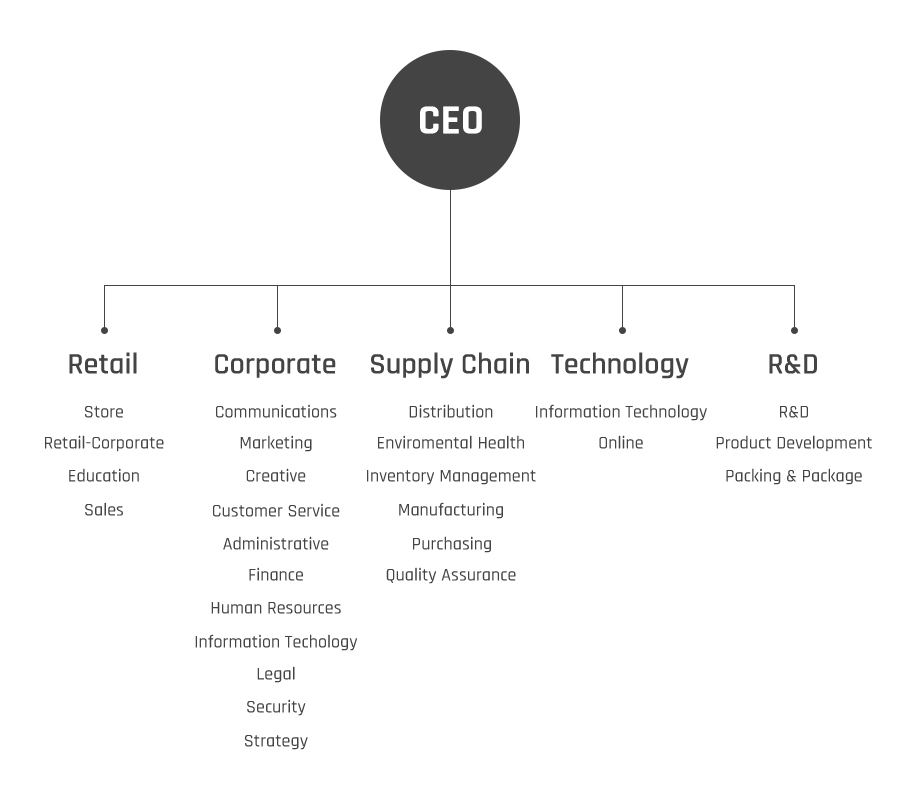 CEO
Retail
Store
Retail-Corporate
Education
Sales
Corporate
Communications
Marketing
Creative
Customer Service
Administrative
Finance
Human Resources
Information Techology
Legal
Security
Strategy
Supply Chain
Distribution
Enviromental Health
Inventory Management
Manufacturing
Purchasing
Quality Assurance
Technology
Information Technology
Online
R&D
R&D
Product Development
Packing & Package